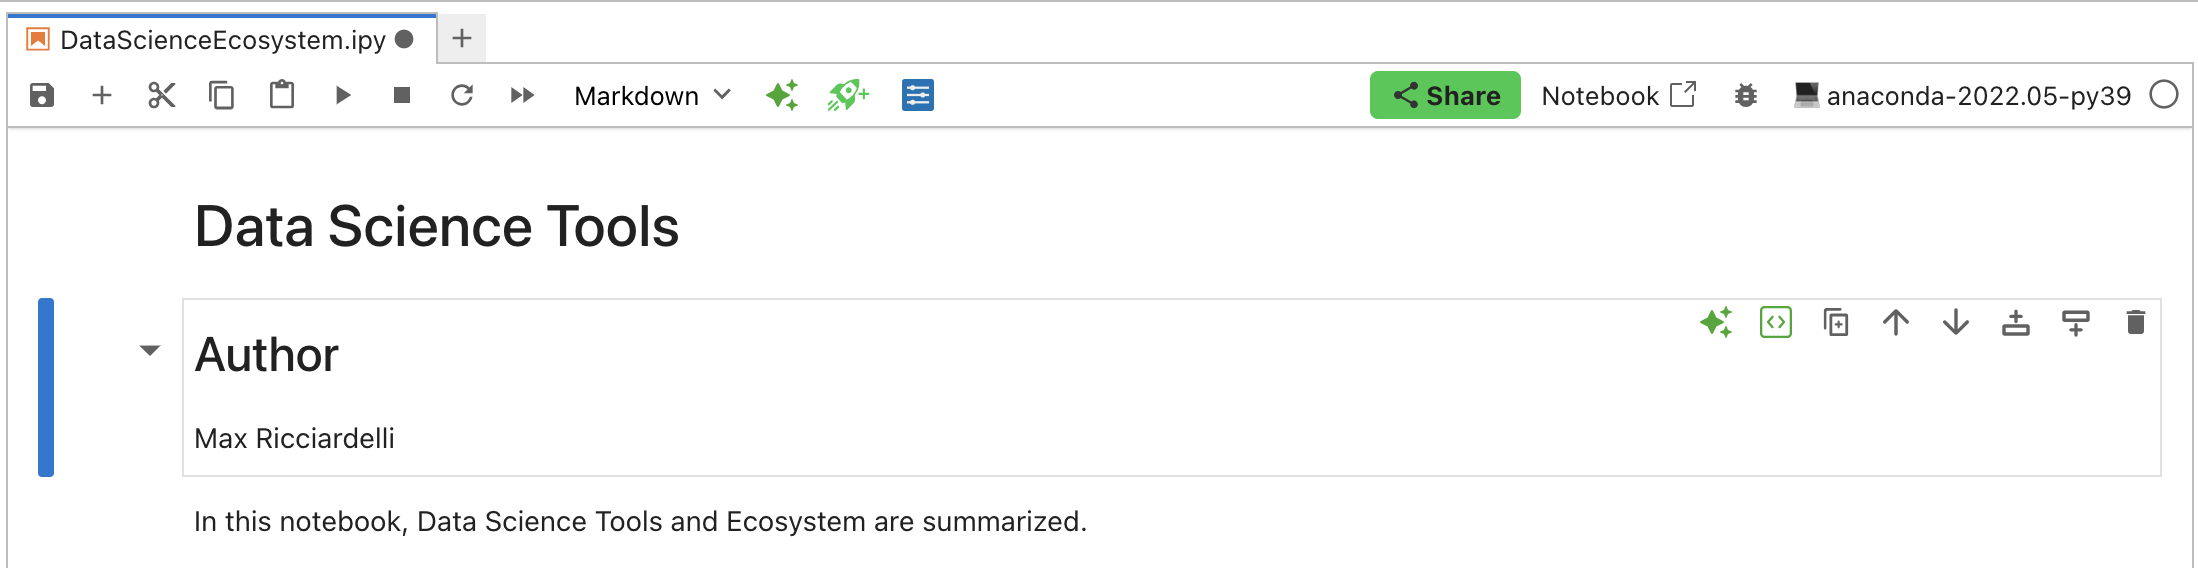 DataScienceEcosystem.ipy
Markdown
Share
Notebook
anaconda-2022.05-py39
Data Science Tools
Author
Max Ricciardelli
In this notebook, Data Science Tools and Ecosystem are summarized.